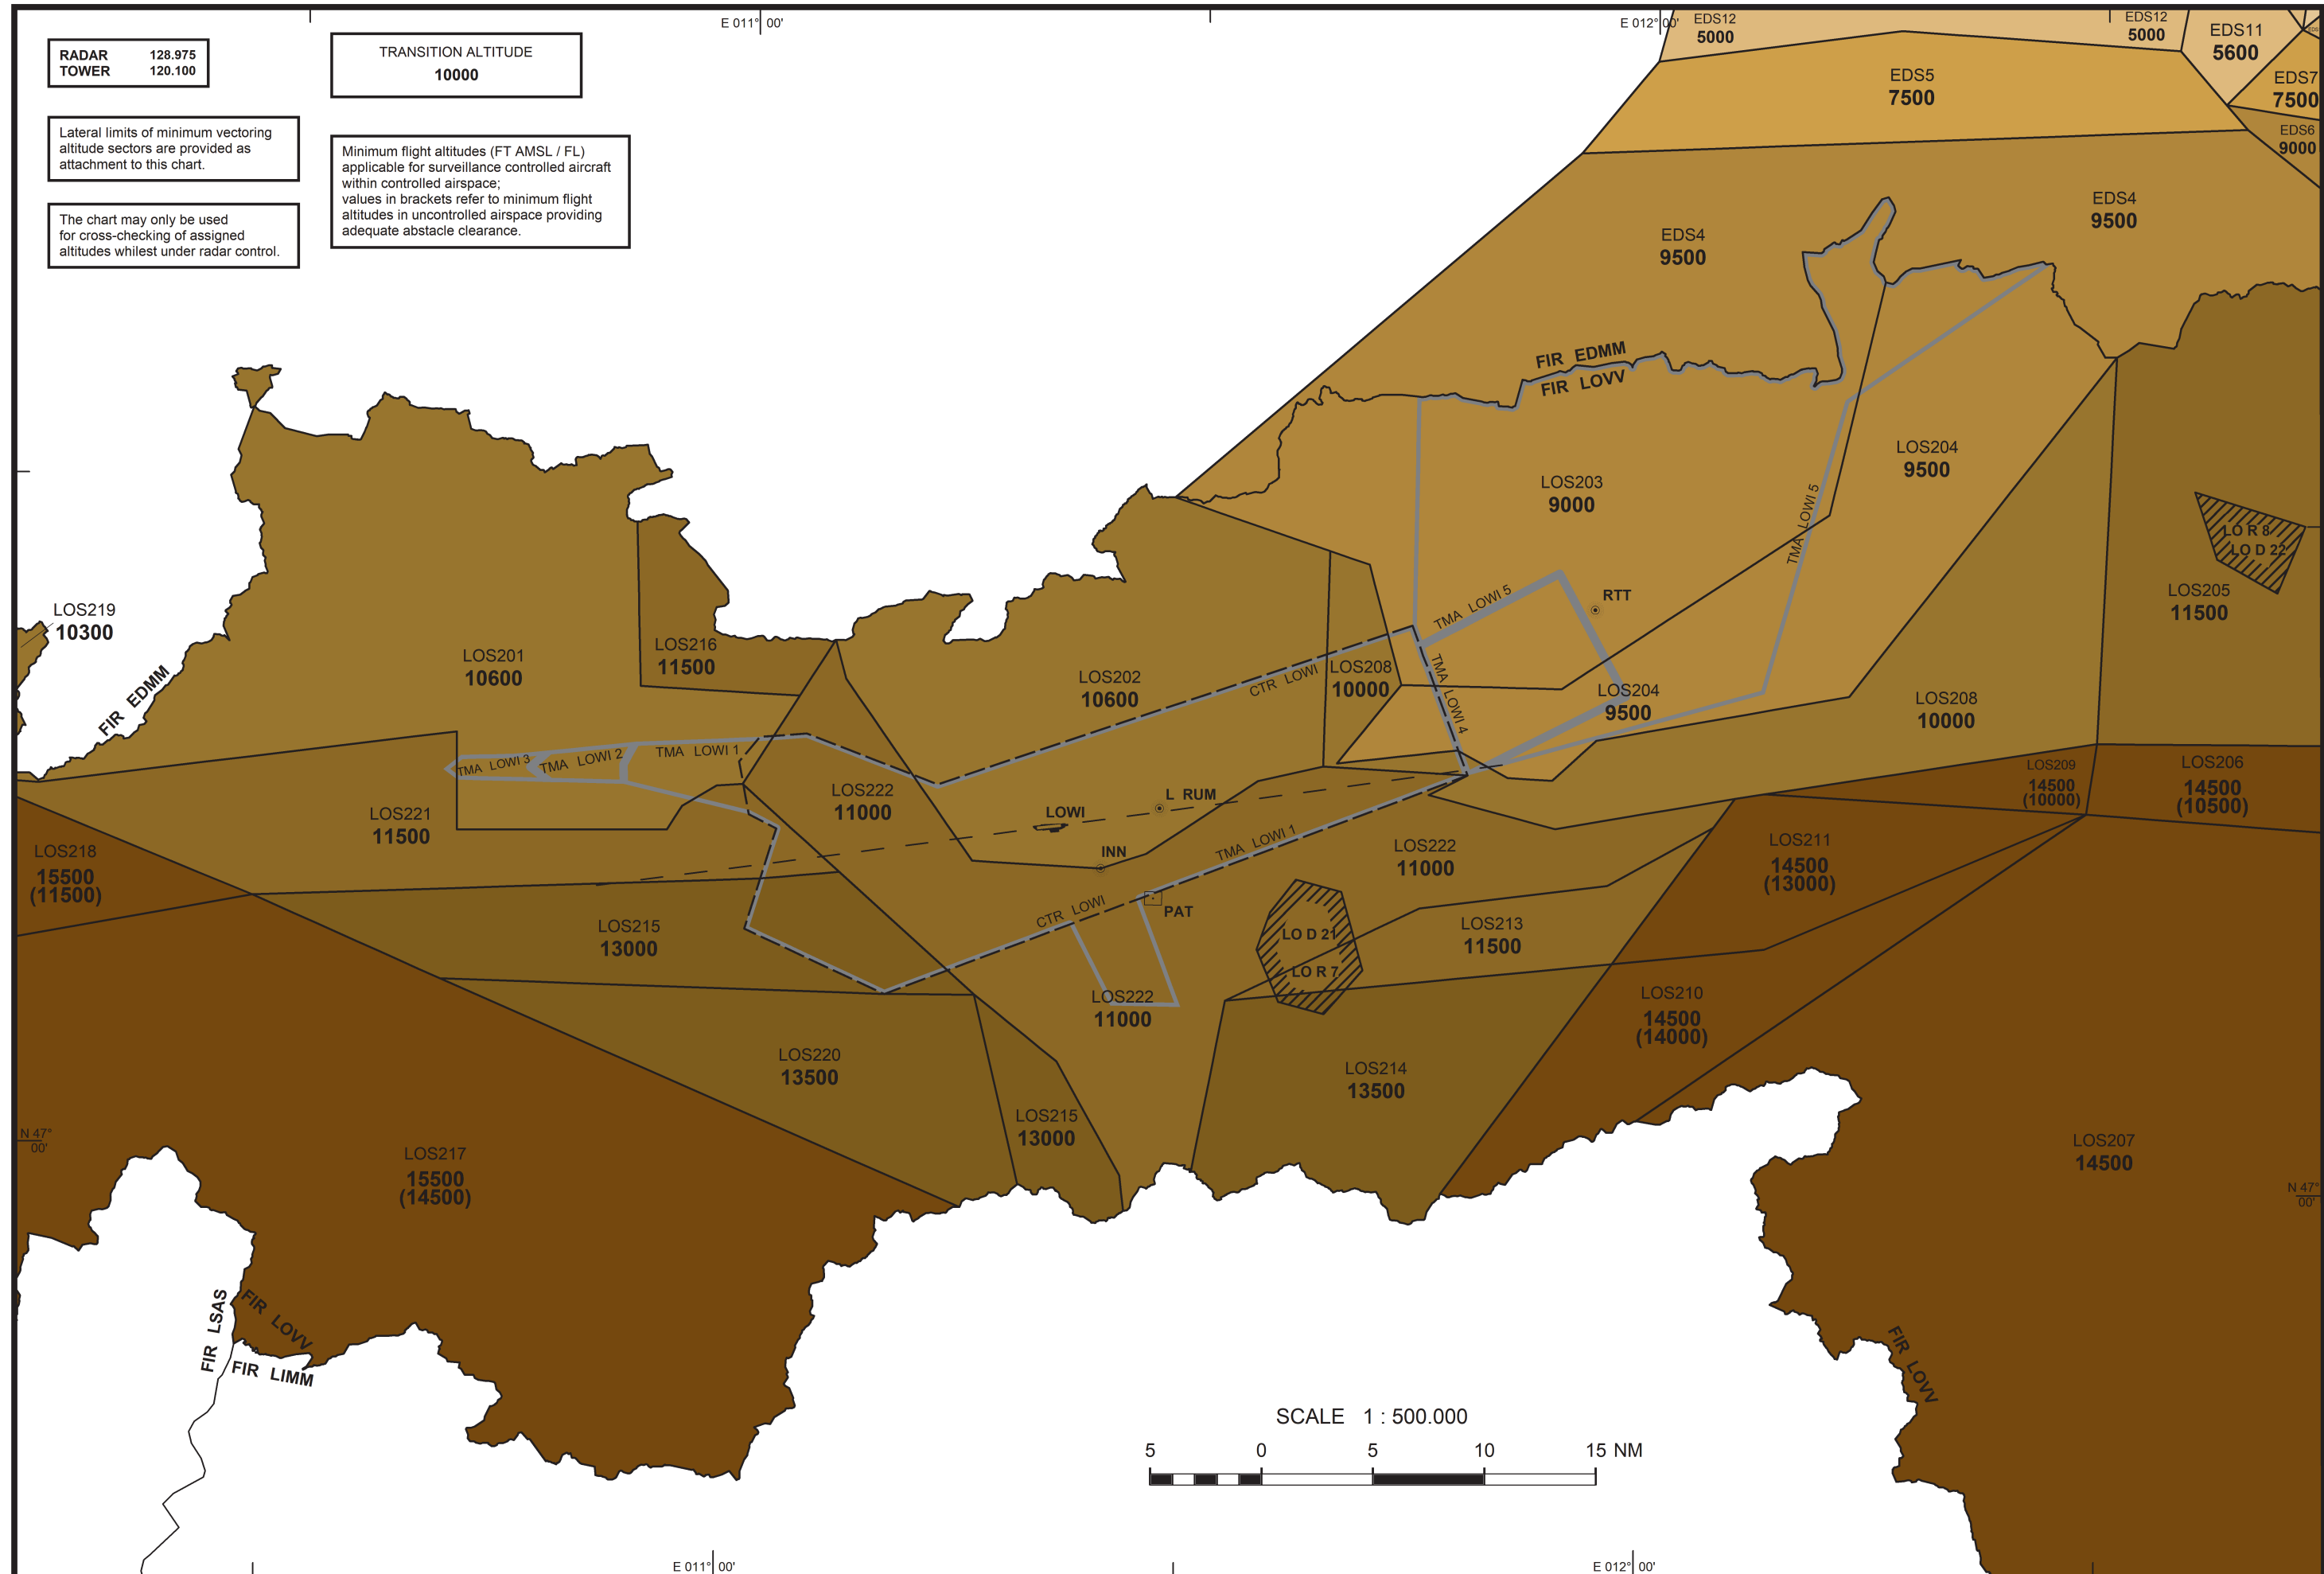 E 011° 00'
E 012° 00'
RADAR 128.975
TOWER 120.100
TRANSITION ALTITUDE
10000
Lateral limits of minimum vectoring
altitude sectors are provided as
attachment to this chart.
Minimum flight altitudes (FT AMSL / FL)
applicable for surveillance controlled aircraft
within controlled airspace;
values in brackets refer to minimum flight
altitudes in uncontrolled airspace providing
adequate abstacle clearance.
The chart may only be used
for cross-checking of assigned
altitudes whilest under radar control.
EDS12
5000
EDS12
5000
EDS11
5600
EDS5
7500
EDS7
7500
EDS6
9000
EDS4
9500
EDS4
9500
FIR EDMM
FIR LOVV
LOS203
9000
LOS204
9500
TMA LOWI 5
LO R 8
LO D 22
LOS205
11500
LOS219
10300
FIR EDMM
LOS201
10600
LOS216
11500
LOS202
10600
CTR LOWI
LOS208
10000
TMA LOWI 5
RTT
TMA LOWI 4
LOS204
9500
LOS208
10000
TMA LOWI 3
TMA LOWI 2
TMA LOWI 1
LOS221
11500
LOS222
11000
LOWI
L RUM
INN
TMA LOWI 1
LOS222
11000
LOS209
14500
(10000)
LOS206
14500
(10500)
LOS211
14500
(13000)
LOS218
15500
(11500)
LOS215
13000
CTR LOWI
PAT
LO D 21
LO R 7
LOS213
11500
LOS222
11000
LOS210
14500
(14000)
LOS220
13500
LOS214
13500
LOS215
13000
N 47°
00'
LOS217
15500
(14500)
LOS207
14500
N 47°
00'
FIR LSAS
FIR LOVV
FIR LIMM
FIR LOVV
SCALE 1 : 500.000
5 0 5 10 15 NM
E 011° 00'
E 012° 00'